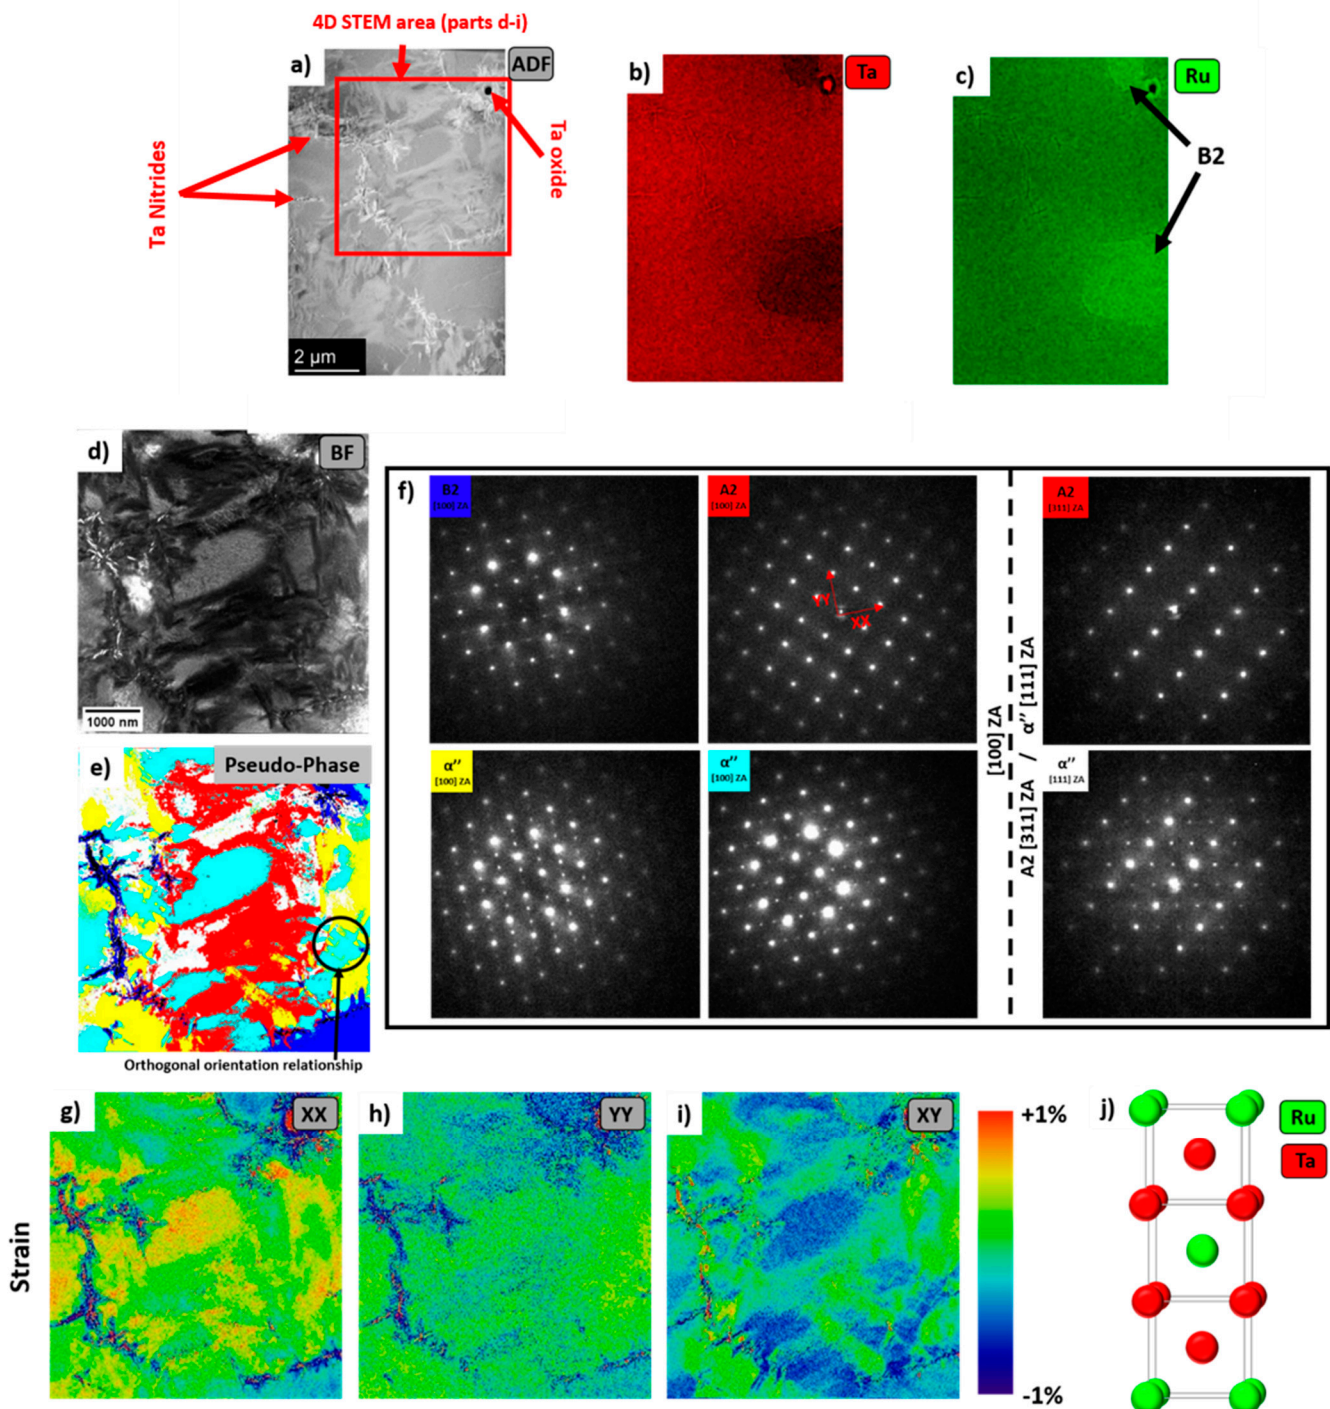 4D STEM area (parts d-i)
a)
ADF
b)
Ta
c)
Ru
Ta Nitrides
Ta oxide
B2
2 μm
d)
BF
1000 nm
e)
Pseudo-Phase
Orthogonal orientation relationship
f)
B2
[100] ZA
A2
[100] ZA
YY
XX
A2
[311] ZA
α’’
[100] ZA
α’’
[100] ZA
α’’
[111] ZA
[100] ZA
A2 [311] ZA / α’’ [111] ZA
Strain
g)
XX
h)
YY
i)
XY
+1%
-1%
j)
Ru
Ta